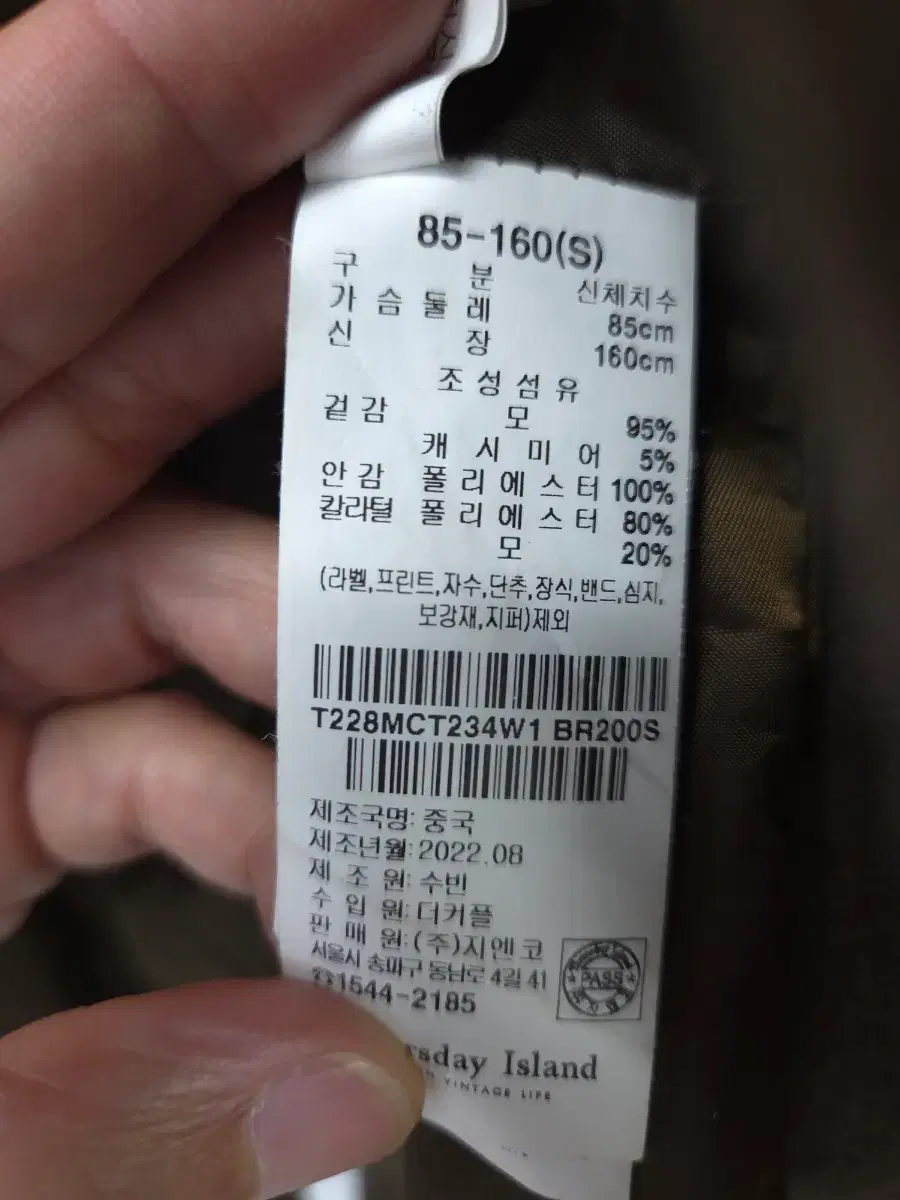 85-160(S)
구 분 신체치수
가슴둘레 85cm
신 장 160cm
조성섬유
겉감 모 95%
캐시미어 5%
안감 폴리에스터 100%
칼라털 폴리에스터 80%
모 20%
(라벨,프린트,자수,단추,장식,밴드,심지,
보강재,지퍼)제외
T228MCT234W1 BR200S
제조국명: 중국
제조년월: 2022.08
제 조 원: 수빈
수 입 원: 더커플
판 매 원: (주)지엔코
서울시 송파구 동남로 4길 41
☎1544-2185
PASS
rsday Island
VINTAGE LIFE